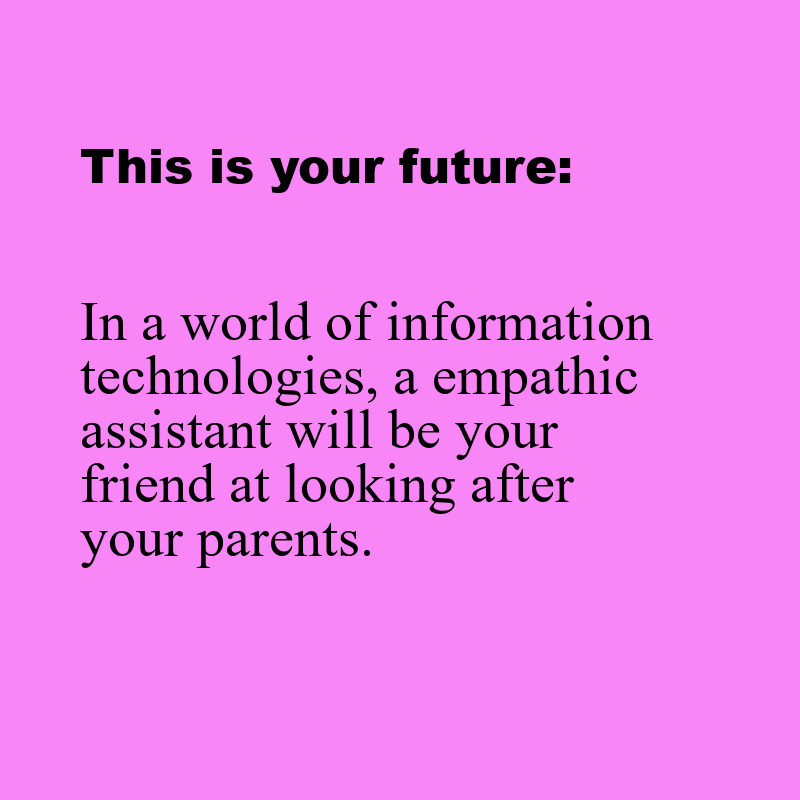 This is your future:
In a world of information
technologies, a empathic
assistant will be your
friend at looking after
your parents.